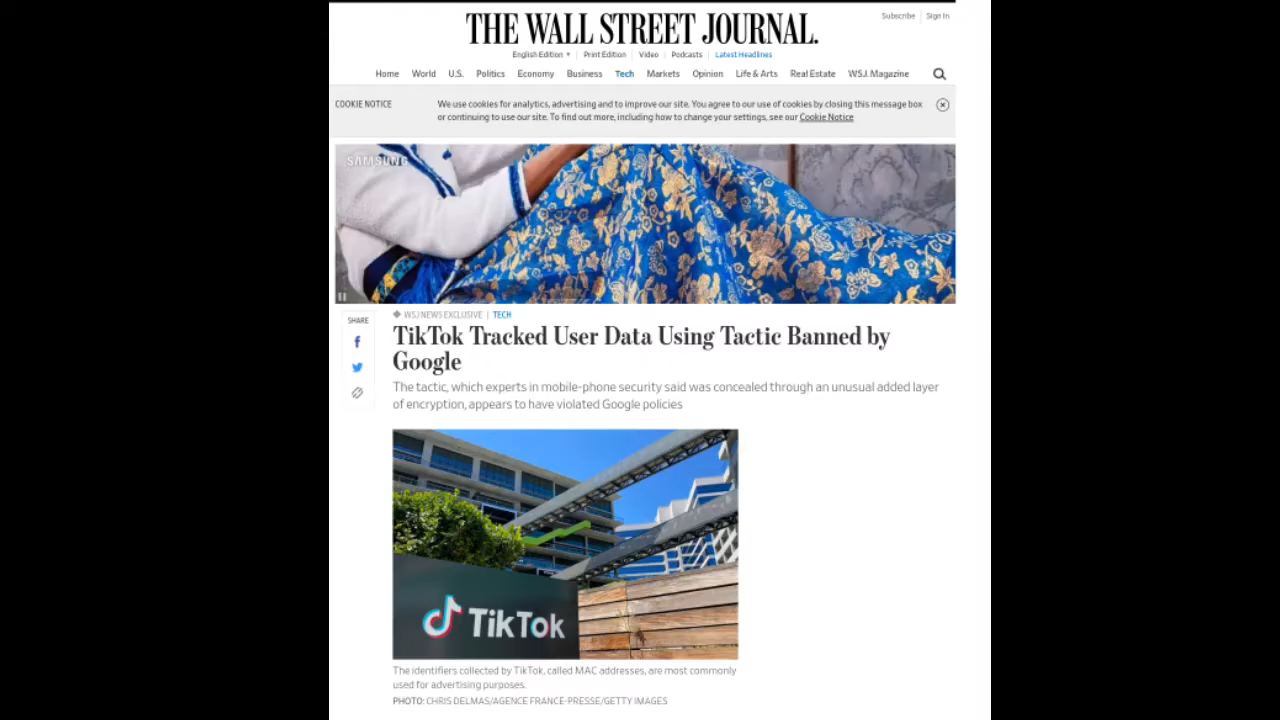 Subscribe | Sign In
THE WALL STREET JOURNAL.
English Edition ▼ | Print Edition | Video | Podcasts | Latest Headlines
Home World U.S. Politics Economy Business Tech Markets Opinion Life & Arts Real Estate WSJ. Magazine
COOKIE NOTICE
We use cookies for analytics, advertising and to improve our site. You agree to our use of cookies by closing this message box
or continuing to use our site. To find out more, including how to change your settings, see our Cookie Notice
SAMSUNG
SHARE
◆ WSJ NEWS EXCLUSIVE | TECH
TikTok Tracked User Data Using Tactic Banned by
Google
The tactic, which experts in mobile-phone security said was concealed through an unusual added layer
of encryption, appears to have violated Google policies
TikTok
The identifiers collected by TikTok, called MAC addresses, are most commonly
used for advertising purposes.
PHOTO: CHRIS DELMAS/AGENCE FRANCE-PRESSE/GETTY IMAGES